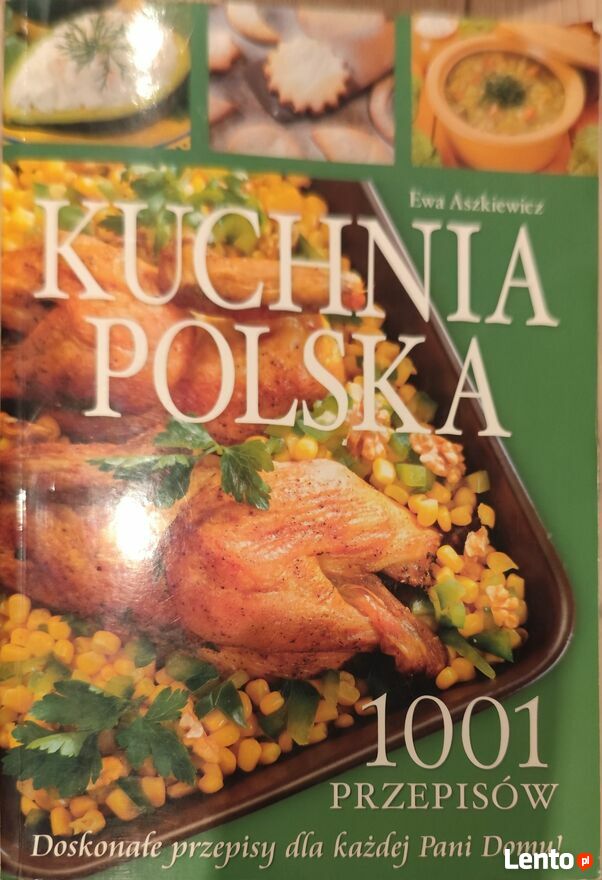 Ewa Aszkiewicz
KUCHNIA
POLSKA
1001
PRZEPISÓW
Doskonałe przepisy dla każdej Pani Domu!
Lento.pl